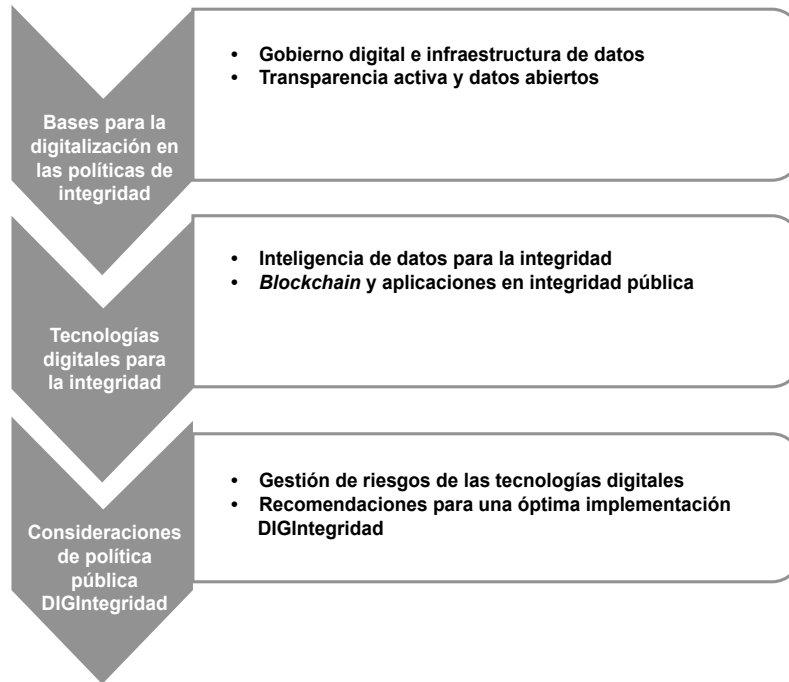 Bases para la
digitalización en
las políticas de
integridad
• Gobierno digital e infraestructura de datos
• Transparencia activa y datos abiertos
Tecnologías
digitales para
la integridad
• Inteligencia de datos para la integridad
• Blockchain y aplicaciones en integridad pública
Consideraciones
de política
pública
DIGIntegridad
• Gestión de riesgos de las tecnologías digitales
• Recomendaciones para una óptima implementación
DIGIntegridad